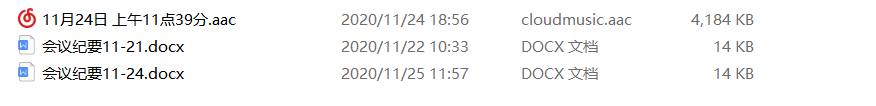 11月24日 上午11点39分.aac 2020/11/24 18:56 cloudmusic.aac 4,184 KB
会议纪要11-21.docx 2020/11/22 10:33 DOCX 文档 14 KB
会议纪要11-24.docx 2020/11/25 11:57 DOCX 文档 14 KB